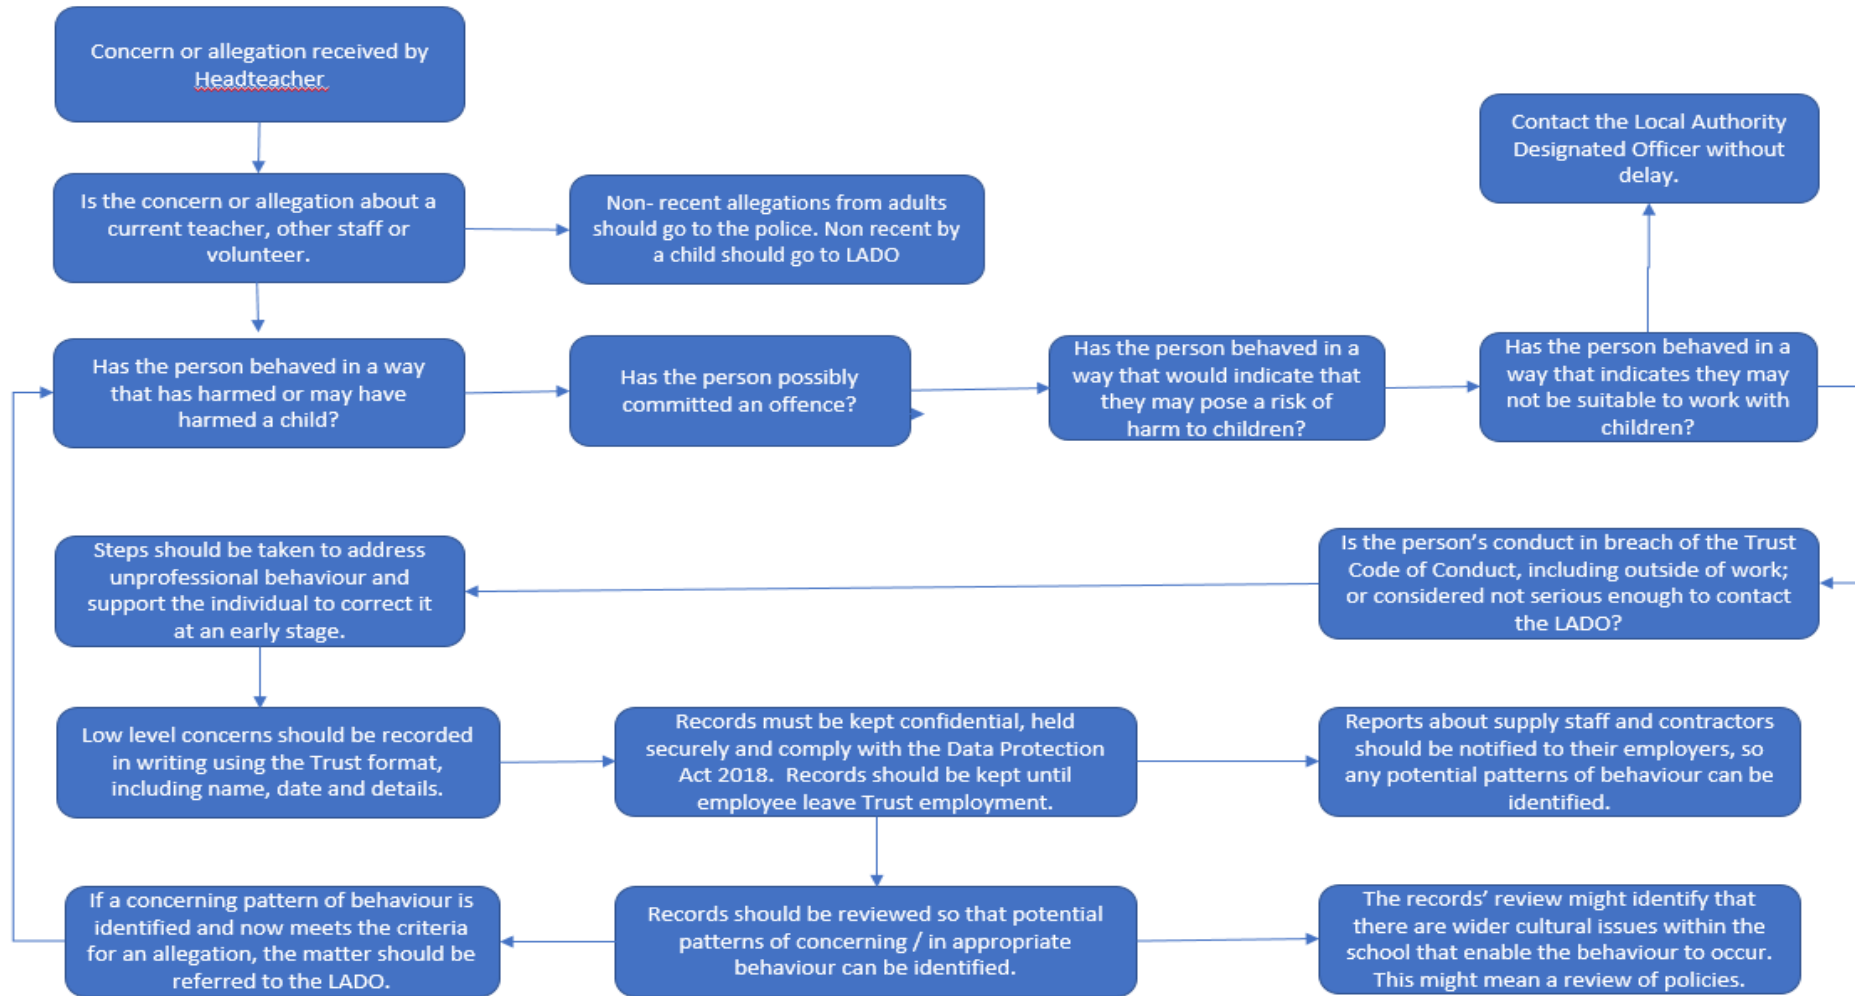 Concern or allegation received by
Headteacher
Contact the Local Authority
Designated Officer without
delay.
Is the concern or allegation about a
current teacher, other staff or
volunteer.
Non- recent allegations from adults
should go to the police. Non recent by
a child should go to LADO
Has the person behaved in a way
that has harmed or may have
harmed a child?
Has the person possibly
committed an offence?
Has the person behaved in a
way that would indicate that
they may pose a risk of
harm to children?
Has the person behaved in a
way that indicates they may
not be suitable to work with
children?
Is the person’s conduct in breach of the Trust
Code of Conduct, including outside of work;
or considered not serious enough to contact
the LADO?
Steps should be taken to address
unprofessional behaviour and
support the individual to correct it
at an early stage.
Low level concerns should be recorded
in writing using the Trust format,
including name, date and details.
Records must be kept confidential, held
securely and comply with the Data Protection
Act 2018.  Records should be kept until
employee leave Trust employment.
Reports about supply staff and contractors
should be notified to their employers, so
any potential patterns of behaviour can be
identified.
If a concerning pattern of behaviour is
identified and now meets the criteria
for an allegation, the matter should be
referred to the LADO.
Records should be reviewed so that potential
patterns of concerning / in appropriate
behaviour can be identified.
The records’ review might identify that
there are wider cultural issues within the
school that enable the behaviour to occur.
This might mean a review of policies.